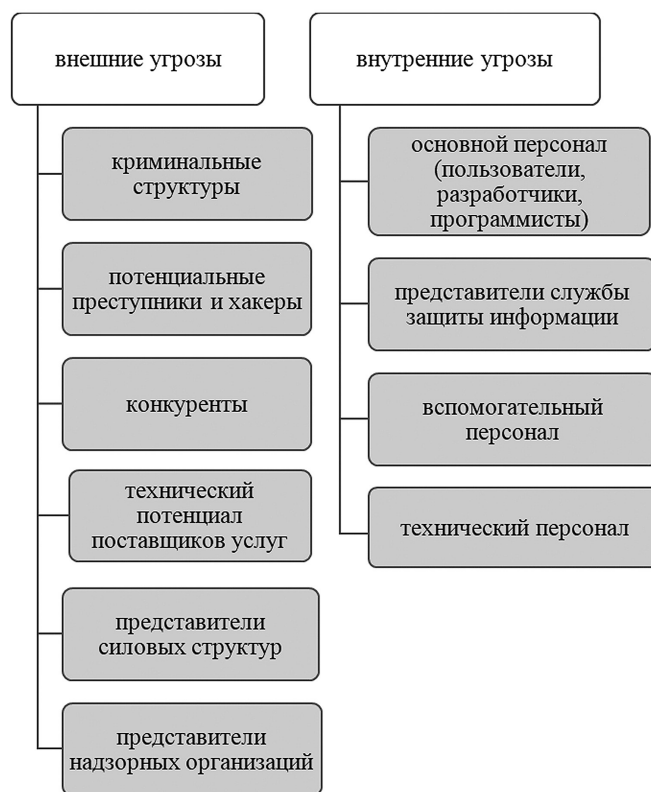 внешние угрозы
криминальные
структуры
потенциальные
преступники и хакеры
конкуренты
технический
потенциал
поставщиков услуг
представители
силовых структур
представители
надзорных организаций
внутренние угрозы
основной персонал
(пользователи,
разработчики,
программисты)
представители службы
защиты информации
вспомогательный
персонал
технический персонал